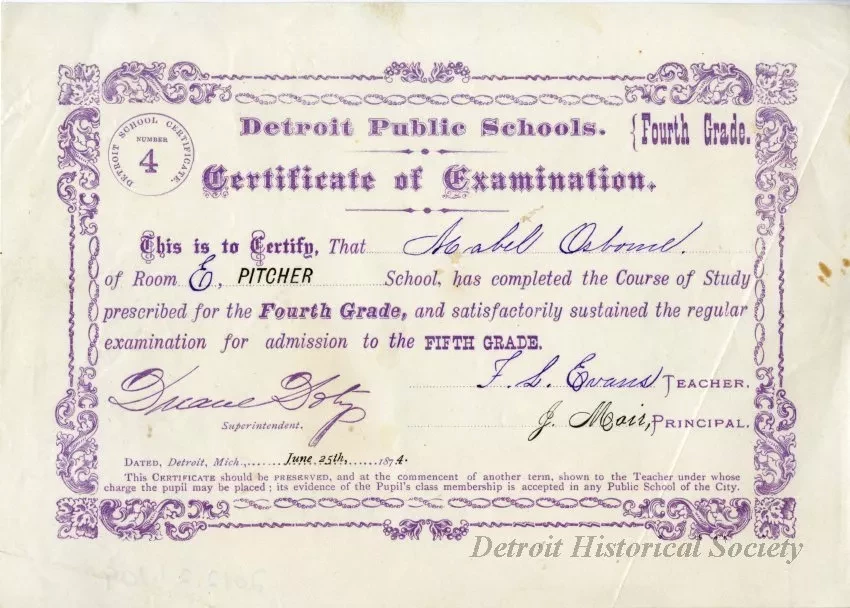 Detroit Public Schools. {Fourth Grade.
DETROIT SCHOOL CERTIFICATE.
NUMBER
4
Certificate of Examination.
This is to Certify, That Mabell Osborne.
of Room E, PITCHER School, has completed the Course of Study
prescribed for the Fourth Grade, and satisfactorily sustained the regular
examination for admission to the FIFTH GRADE.
F. L. Evans TEACHER.
Duane Doty
Superintendent.
J. Moir, PRINCIPAL.
DATED, Detroit, Mich., June 25th, 1874.
This CERTIFICATE should be PRESERVED, and at the commencent of another term, shown to the Teacher under whose
charge the pupil may be placed; its evidence of the Pupil's class membership is accepted in any Public School of the City.
Detroit Historical Society